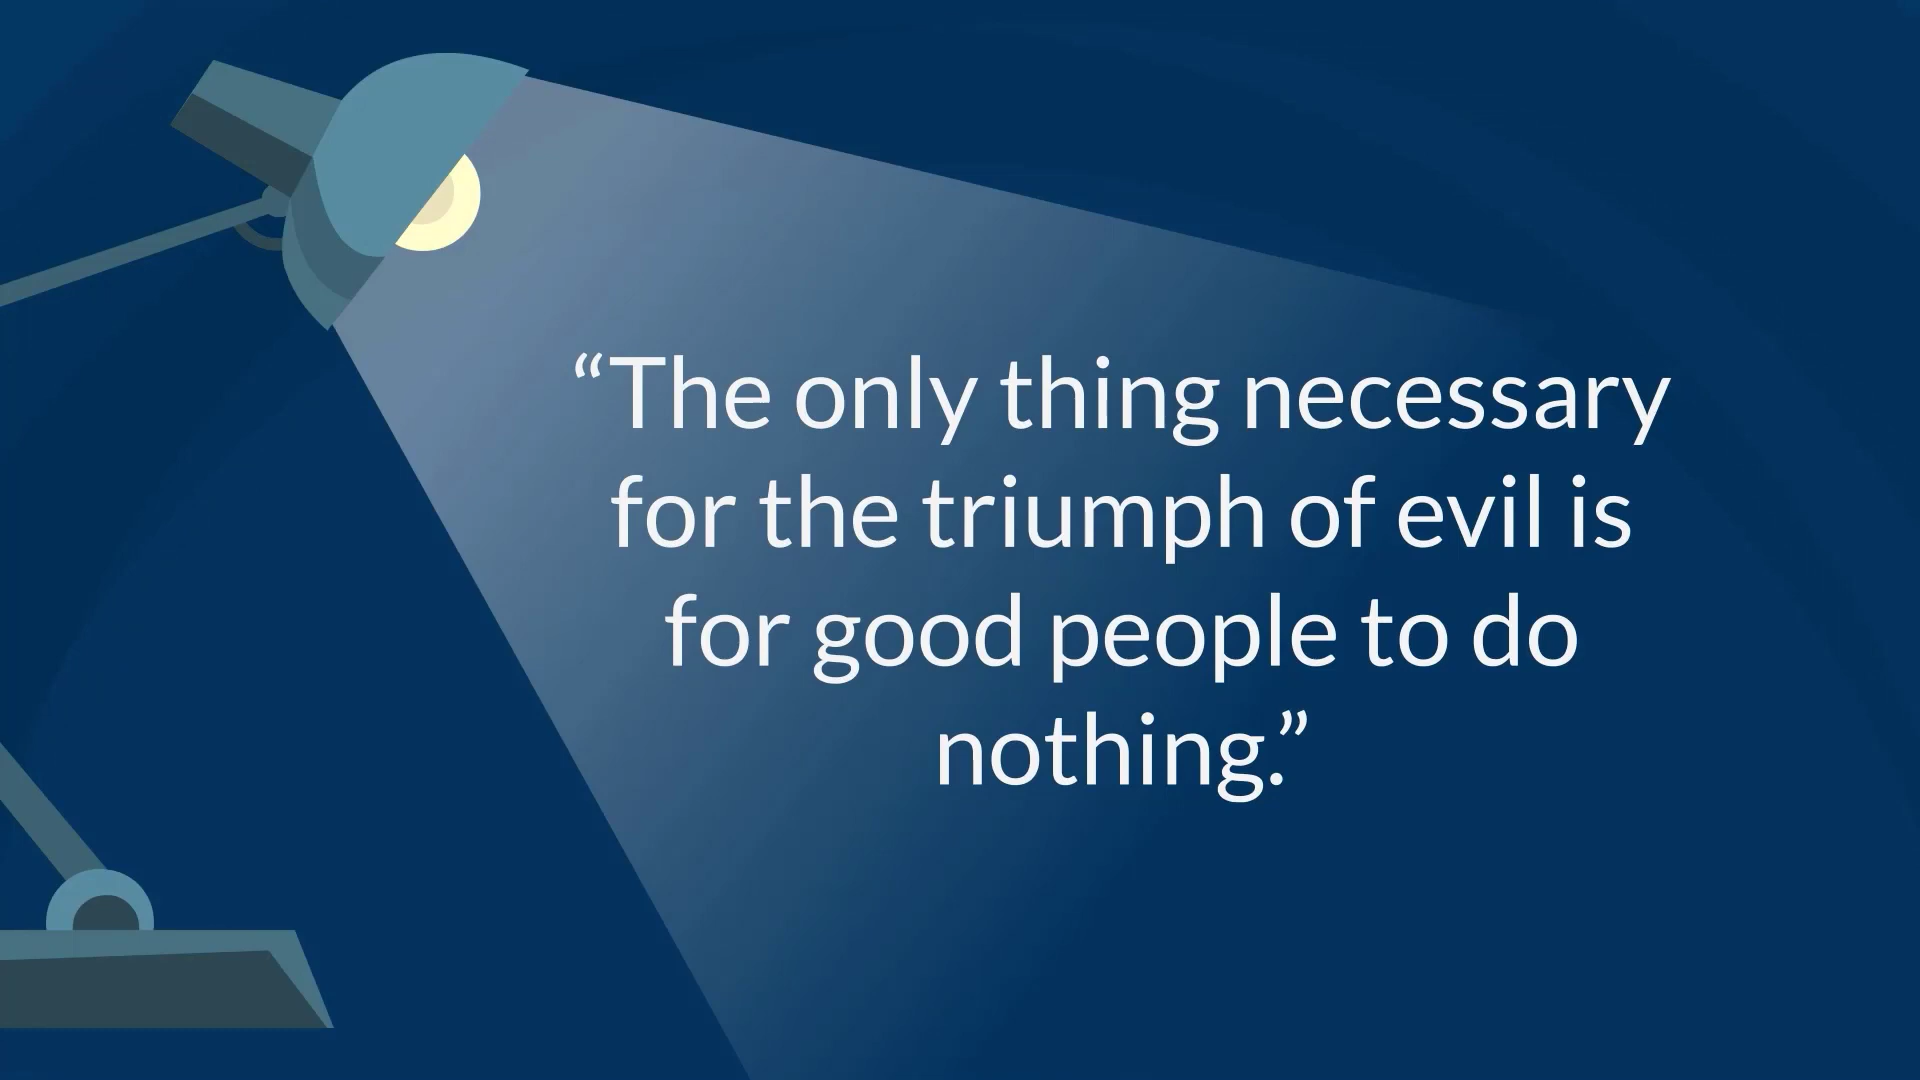 “The only thing necessary
for the triumph of evil is
for good people to do
nothing.”